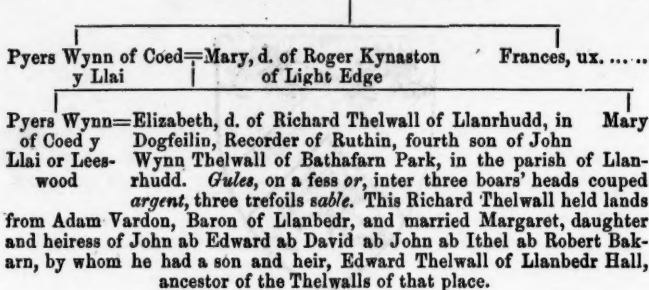 Pyers Wynn of Coed=Mary, d. of Roger Kynaston Frances, ux. ......
y Llai of Light Edge
Pyers Wynn=Elizabeth, d. of Richard Thelwall of Llanrhudd, in Mary
of Coed y Dogfeilin, Recorder of Ruthin, fourth son of John
Llai or Lees- Wynn Thelwall of Bathafarn Park, in the parish of Llan-
wood rhudd. Gules, on a fess or, inter three boars' heads couped
argent, three trefoils sable. This Richard Thelwall held lands
from Adam Vardon, Baron of Llanbedr, and married Margaret, daughter
and heiress of John ab Edward ab David ab John ab Ithel ab Robert Bak-
arn, by whom he had a son and heir, Edward Thelwall of Llanbedr Hall,
ancestor of the Thelwalls of that place.